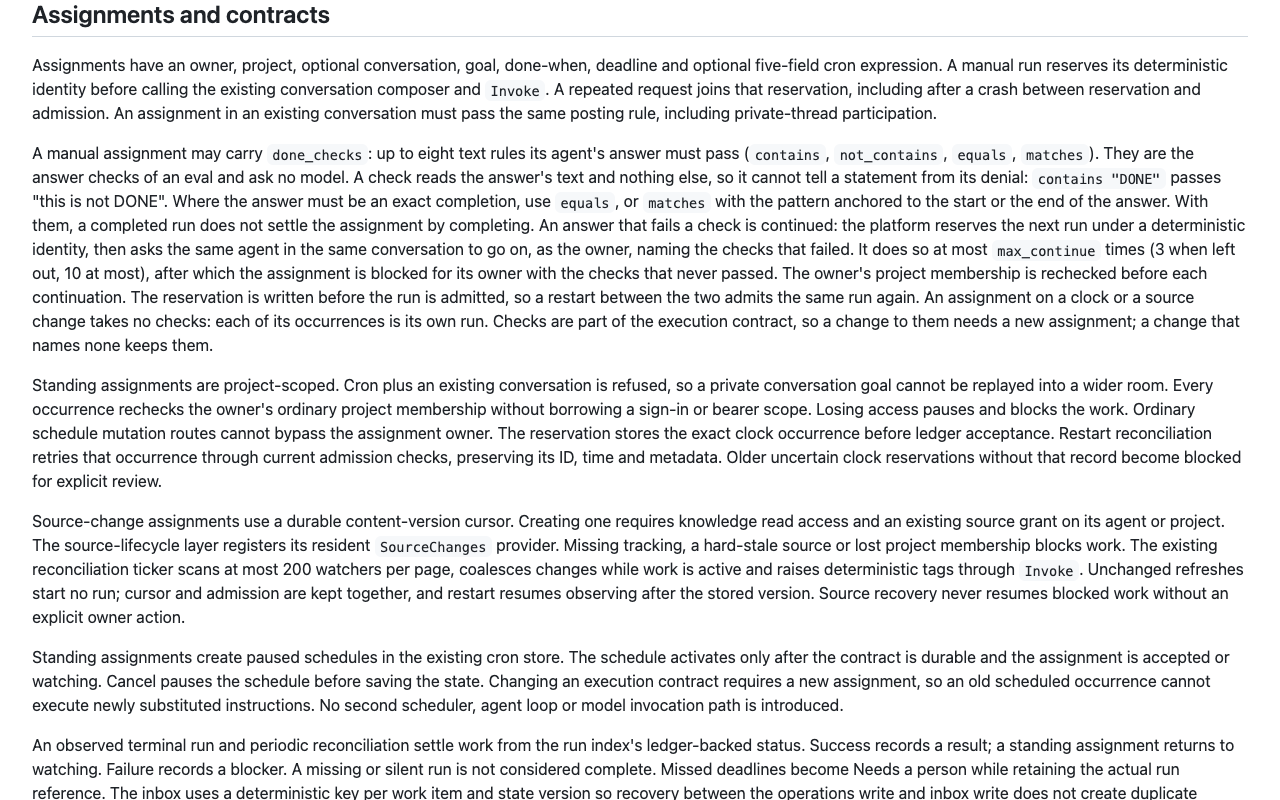 Assignments and contracts
Assignments have an owner, project, optional conversation, goal, done-when, deadline and optional five-field cron expression. A manual run reserves its deterministic
identity before calling the existing conversation composer and Invoke. A repeated request joins that reservation, including after a crash between reservation and
admission. An assignment in an existing conversation must pass the same posting rule, including private-thread participation.
A manual assignment may carry done_checks: up to eight text rules its agent's answer must pass (contains, not_contains, equals, matches). They are the
answer checks of an eval and ask no model. A check reads the answer's text and nothing else, so it cannot tell a statement from its denial: contains "DONE" passes
"this is not DONE". Where the answer must be an exact completion, use equals, or matches with the pattern anchored to the start or the end of the answer. With
them, a completed run does not settle the assignment by completing. An answer that fails a check is continued: the platform reserves the next run under a deterministic
identity, then asks the same agent in the same conversation to go on, as the owner, naming the checks that failed. It does so at most max_continue times (3 when left
out, 10 at most), after which the assignment is blocked for its owner with the checks that never passed. The owner's project membership is rechecked before each
continuation. The reservation is written before the run is admitted, so a restart between the two admits the same run again. An assignment on a clock or a source
change takes no checks: each of its occurrences is its own run. Checks are part of the execution contract, so a change to them needs a new assignment; a change that
names none keeps them.
Standing assignments are project-scoped. Cron plus an existing conversation is refused, so a private conversation goal cannot be replayed into a wider room. Every
occurrence rechecks the owner's ordinary project membership without borrowing a sign-in or bearer scope. Losing access pauses and blocks the work. Ordinary
schedule mutation routes cannot bypass the assignment owner. The reservation stores the exact clock occurrence before ledger acceptance. Restart reconciliation
retries that occurrence through current admission checks, preserving its ID, time and metadata. Older uncertain clock reservations without that record become blocked
for explicit review.
Source-change assignments use a durable content-version cursor. Creating one requires knowledge read access and an existing source grant on its agent or project.
The source-lifecycle layer registers its resident SourceChanges provider. Missing tracking, a hard-stale source or lost project membership blocks work. The existing
reconciliation ticker scans at most 200 watchers per page, coalesces changes while work is active and raises deterministic tags through Invoke. Unchanged refreshes
start no run; cursor and admission are kept together, and restart resumes observing after the stored version. Source recovery never resumes blocked work without an
explicit owner action.
Standing assignments create paused schedules in the existing cron store. The schedule activates only after the contract is durable and the assignment is accepted or
watching. Cancel pauses the schedule before saving the state. Changing an execution contract requires a new assignment, so an old scheduled occurrence cannot
execute newly substituted instructions. No second scheduler, agent loop or model invocation path is introduced.
An observed terminal run and periodic reconciliation settle work from the run index's ledger-backed status. Success records a result; a standing assignment returns to
watching. Failure records a blocker. A missing or silent run is not considered complete. Missed deadlines become Needs a person while retaining the actual run
reference. The inbox uses a deterministic key per work item and state version so recovery between the operations write and inbox write does not create duplicate